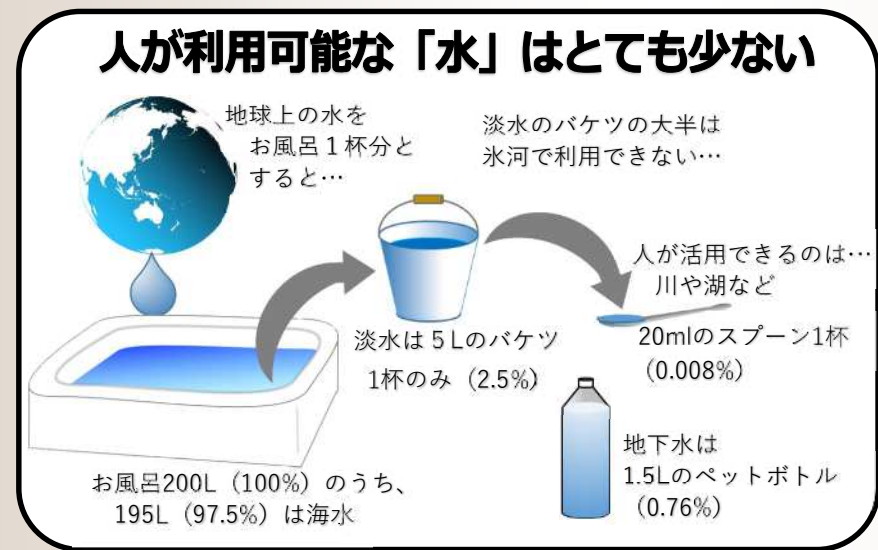 人が利用可能な「水」はとても少ない
地球上の水を
お風呂１杯分と
すると…
淡水のバケツの大半は
氷河で利用できない…
人が活用できるのは…
川や湖など
20mlのスプーン1杯
(0.008%)
淡水は５Lのバケツ
1杯のみ（2.5%）
地下水は
1.5Lのペットボトル
(0.76%)
お風呂200L（100%）のうち、
195L（97.5%）は海水